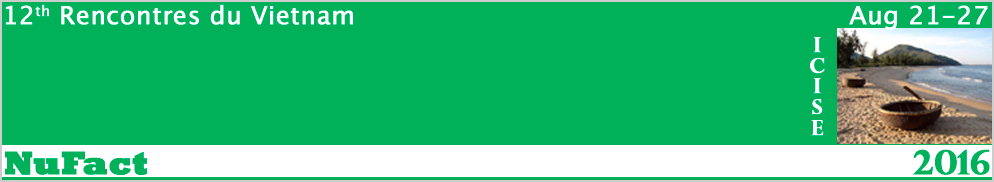 12th Rencontres du Vietnam
Aug 21-27
ICISE
NuFact
2016